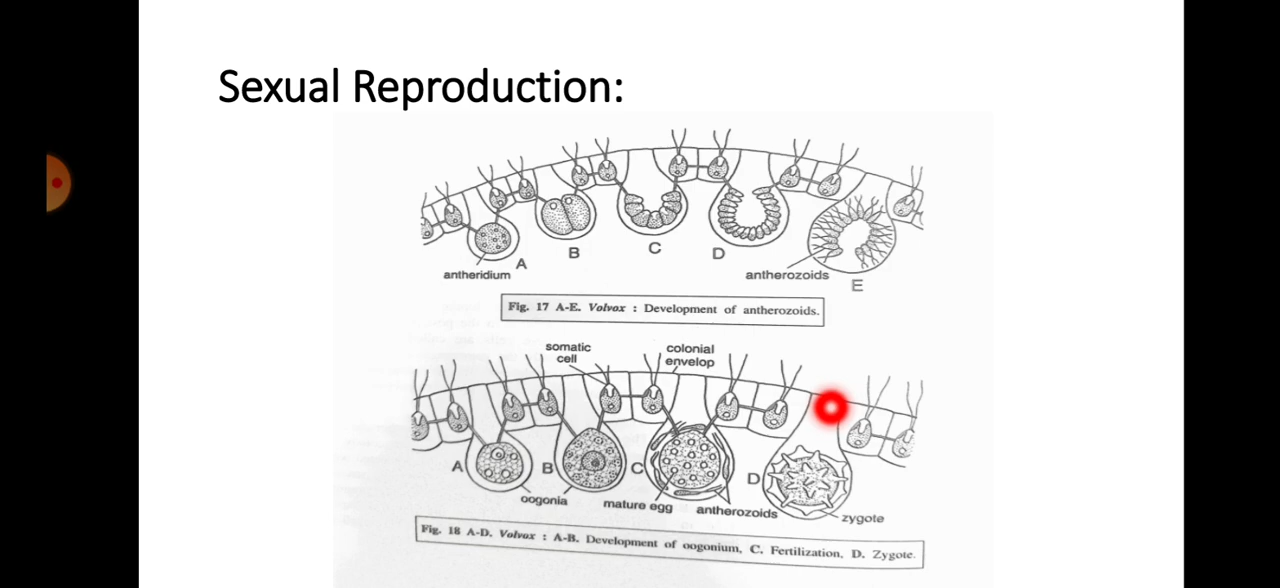 Sexual Reproduction:
antheridium
A
B
C
D
antherozoids
E
Fig. 17 A-E. Volvox : Development of antherozoids.
somatic
cell
colonial
envelop
A
B
C
D
oogonia
mature egg
antherozoids
zygote
Fig. 18 A-D. Volvox : A-B. Development of oogonium, C. Fertilization, D. Zygote.